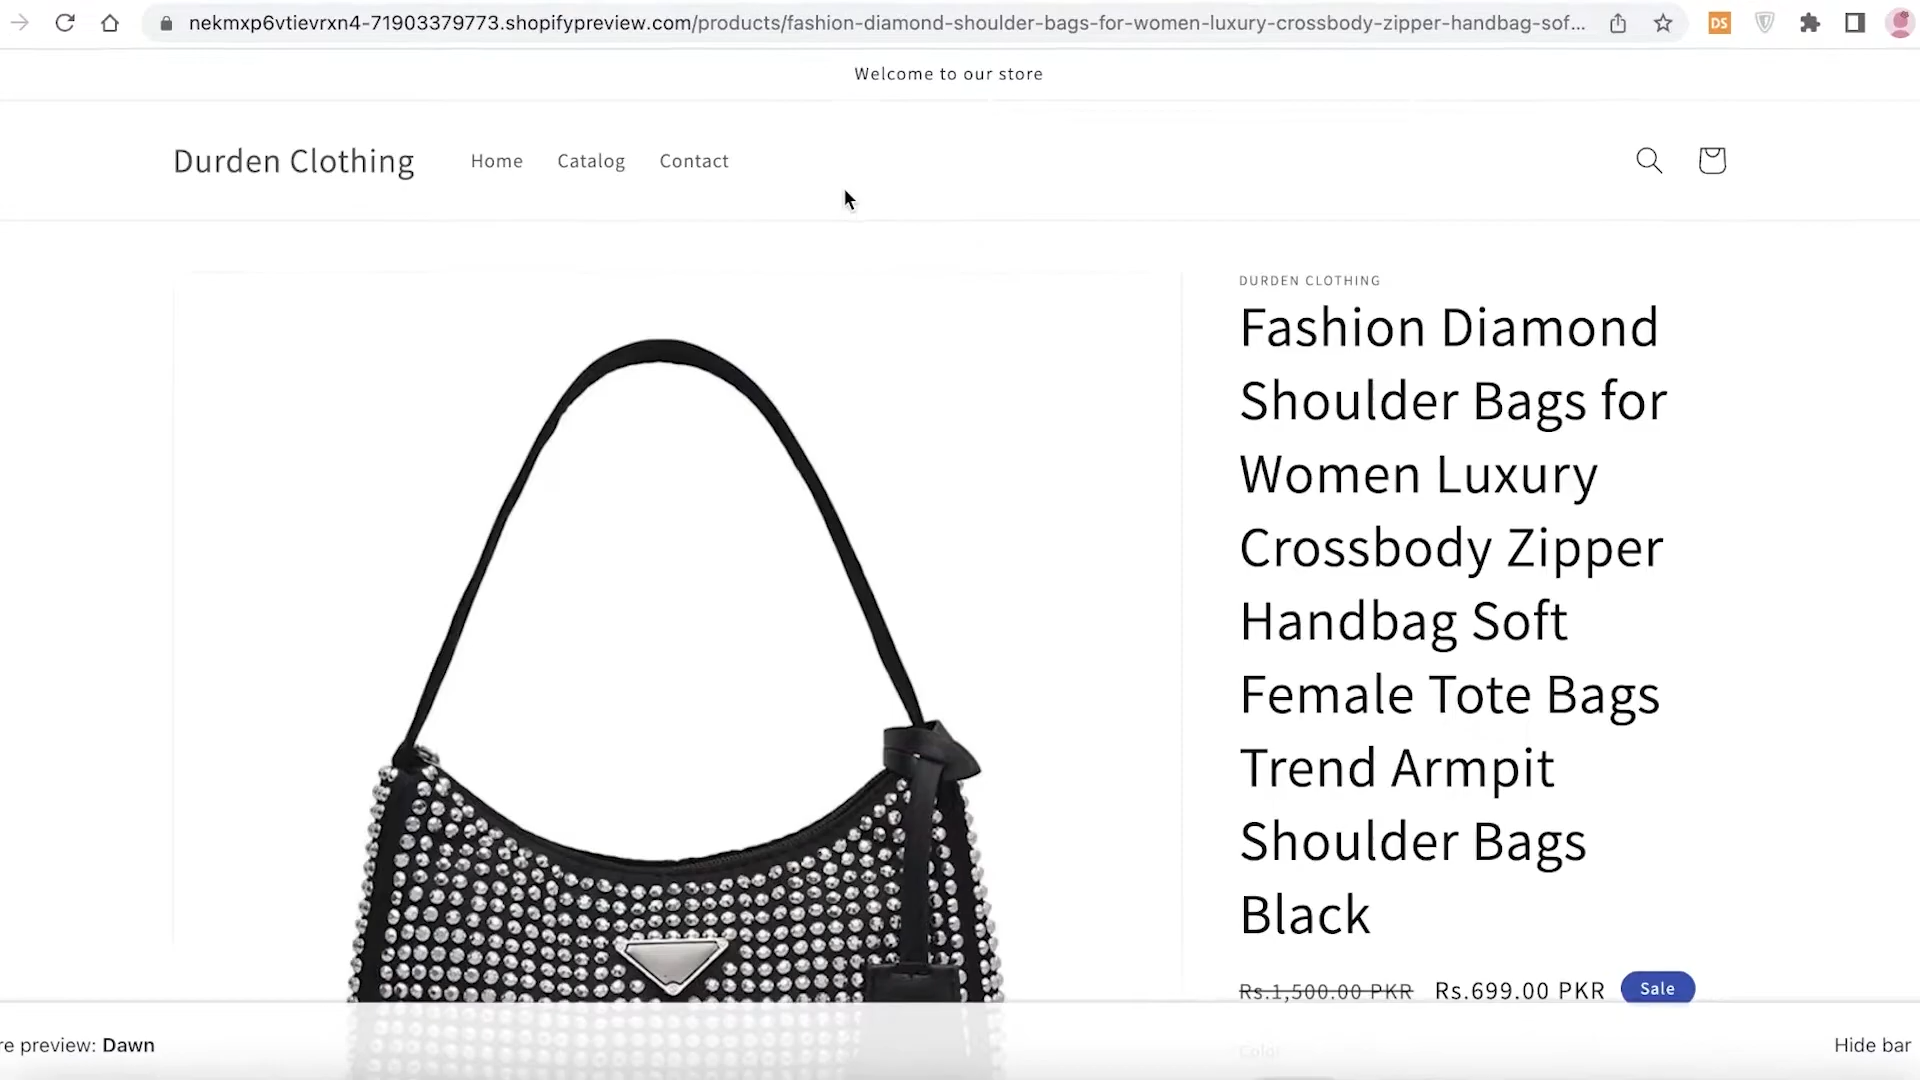 nekmxp6vtievrxn4-71903379773.shopifypreview.com/products/fashion-diamond-shoulder-bags-for-women-luxury-crossbody-zipper-handbag-sof...
DS
Welcome to our store
Durden Clothing
Home
Catalog
Contact
DURDEN CLOTHING
Fashion Diamond
Shoulder Bags for
Women Luxury
Crossbody Zipper
Handbag Soft
Female Tote Bags
Trend Armpit
Shoulder Bags
Black
Rs.1,500.00 PKR Rs.699.00 PKR Sale
Color
re preview: Dawn
Hide bar